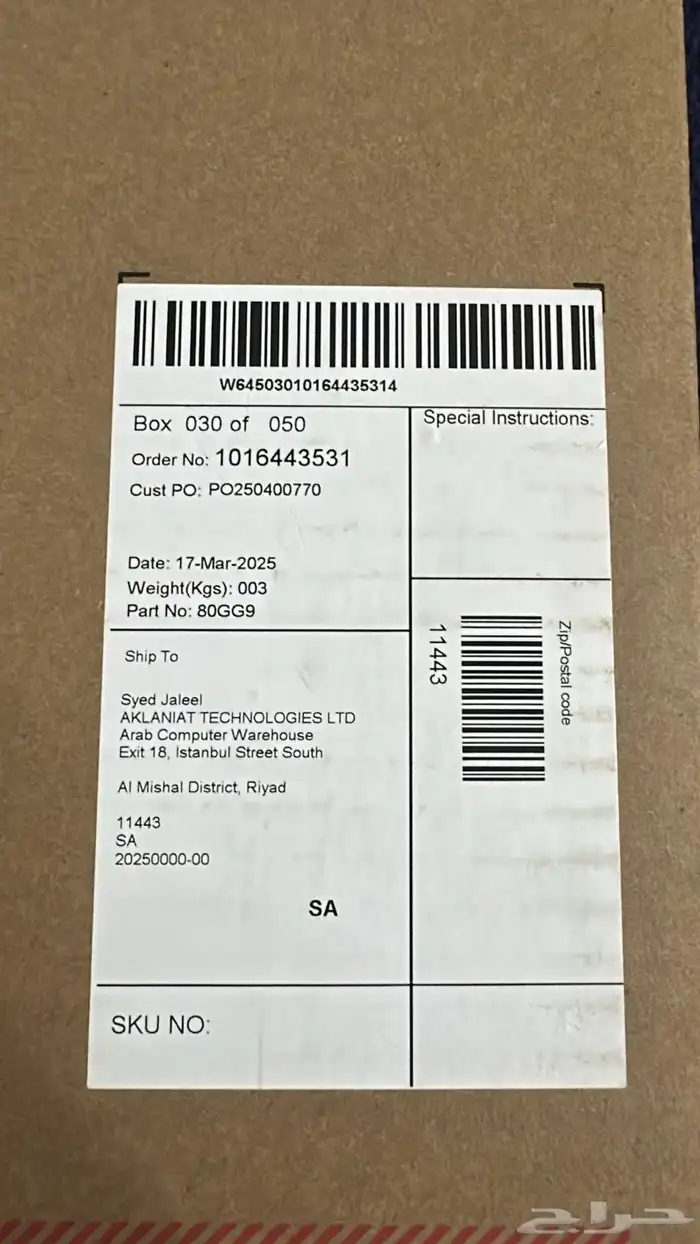 W64503010164435314
Box 030 of 050
Order No: 1016443531
Cust PO: PO250400770
Date: 17-Mar-2025
Weight(Kgs): 003
Part No: 80GG9
Special Instructions:
Ship To
Syed Jaleel
AKLANIAT TECHNOLOGIES LTD
Arab Computer Warehouse
Exit 18, Istanbul Street South
Al Mishal District, Riyad
11443
SA
20250000-00
SA
Zip/Postal code
11443
SKU NO:
حراج